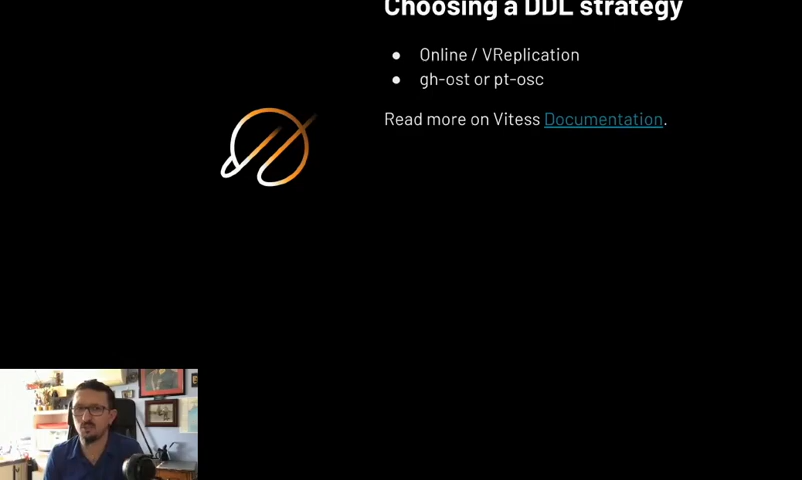 Choosing a DDL strategy
● Online / VReplication
● gh-ost or pt-osc
Read more on Vitess Documentation.